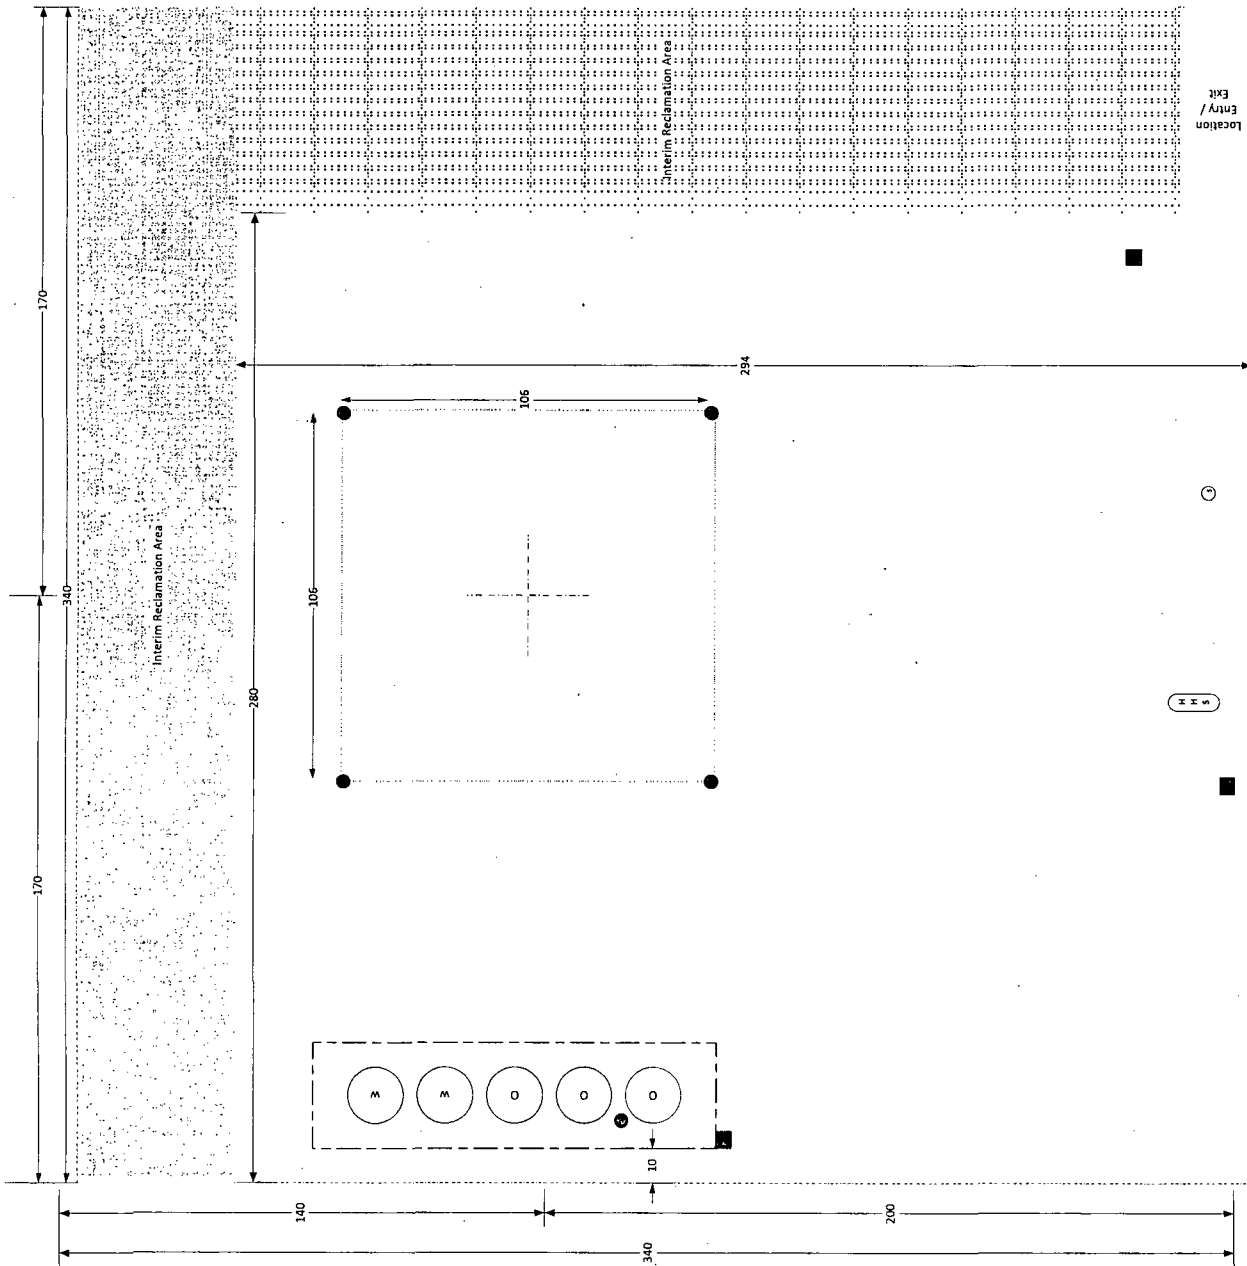 Interim Reclamation Area
Location
Entry /
Exit
170
340
280
294
106
106
Interim Reclamation Area
170
S
H H S
W
W
O
O
O
10
140
200
340